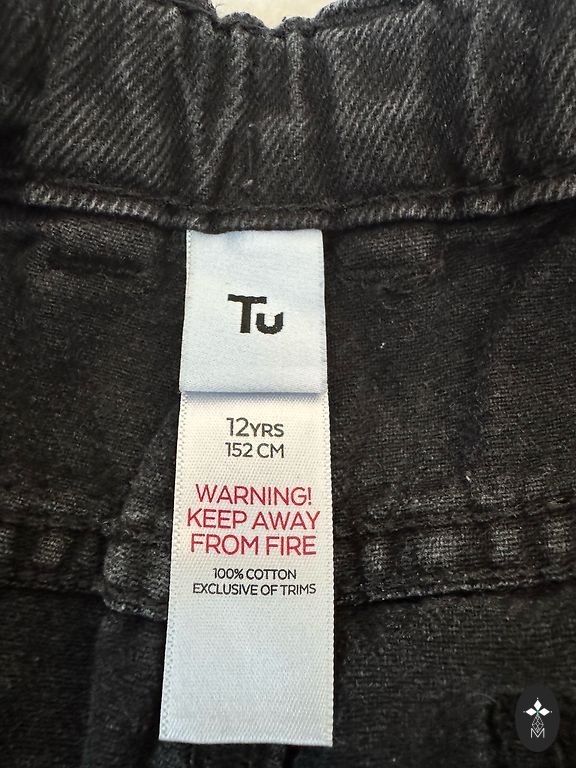 Tu
12YRS
152 CM
WARNING!
KEEP AWAY
FROM FIRE
100% COTTON
EXCLUSIVE OF TRIMS
M